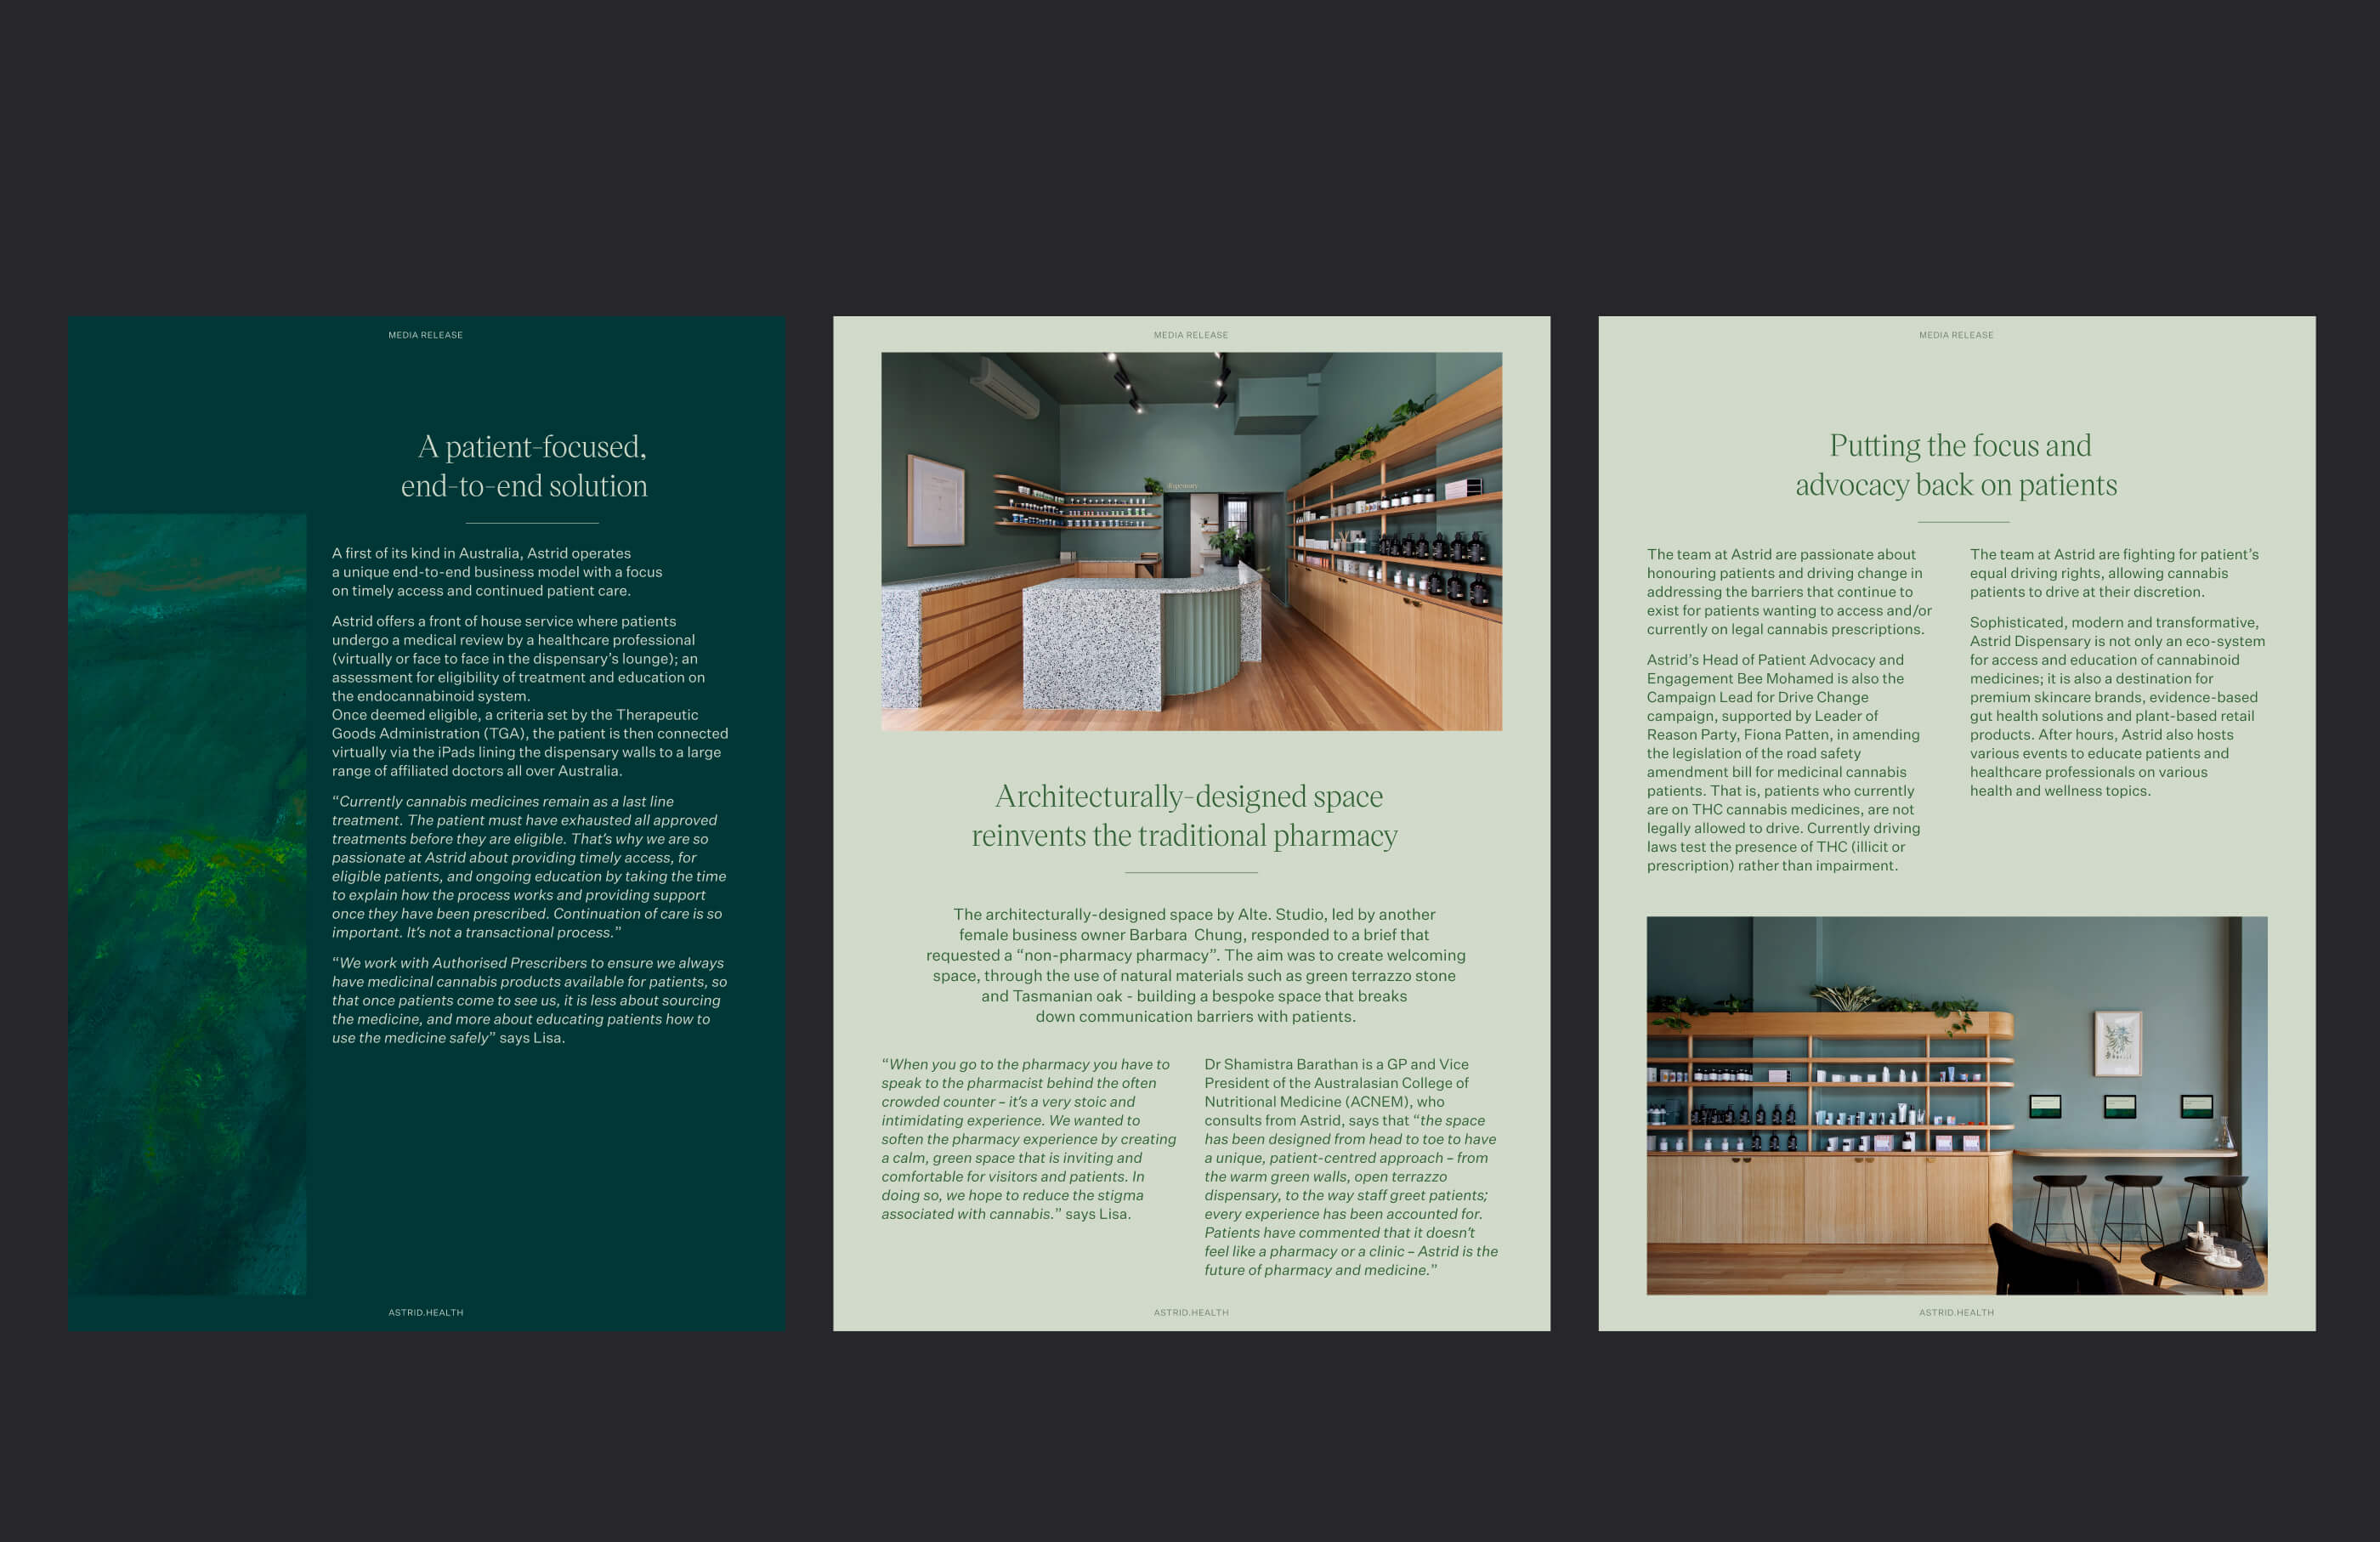 MEDIA RELEASE
A patient-focused,
end-to-end solution
A first of its kind in Australia, Astrid operates
a unique end-to-end business model with a focus
on timely access and continued patient care.
Astrid offers a front of house service where patients
undergo a medical review by a healthcare professional
(virtually or face to face in the dispensary’s lounge); an
assessment for eligibility of treatment and education on
the endocannabinoid system.
Once deemed eligible, a criteria set by the Therapeutic
Goods Administration (TGA), the patient is then connected
virtually via the iPads lining the dispensary walls to a large
range of affiliated doctors all over Australia.
“Currently cannabis medicines remain as a last line
treatment. The patient must have exhausted all approved
treatments before they are eligible. That’s why we are so
passionate at Astrid about providing timely access, for
eligible patients, and ongoing education by taking the time
to explain how the process works and providing support
once they have been prescribed. Continuation of care is so
important. It’s not a transactional process.”
“We work with Authorised Prescribers to ensure we always
have medicinal cannabis products available for patients, so
that once patients come to see us, it is less about sourcing
the medicine, and more about educating patients how to
use the medicine safely” says Lisa.
ASTRID.HEALTH
MEDIA RELEASE
dispensary
Architecturally-designed space
reinvents the traditional pharmacy
The architecturally-designed space by Alte. Studio, led by another
female business owner Barbara Chung, responded to a brief that
requested a “non-pharmacy pharmacy”. The aim was to create welcoming
space, through the use of natural materials such as green terrazzo stone
and Tasmanian oak - building a bespoke space that breaks
down communication barriers with patients.
“When you go to the pharmacy you have to
speak to the pharmacist behind the often
crowded counter – it’s a very stoic and
intimidating experience. We wanted to
soften the pharmacy experience by creating
a calm, green space that is inviting and
comfortable for visitors and patients. In
doing so, we hope to reduce the stigma
associated with cannabis.” says Lisa.
Dr Shamistra Barathan is a GP and Vice
President of the Australasian College of
Nutritional Medicine (ACNEM), who
consults from Astrid, says that “the space
has been designed from head to toe to have
a unique, patient-centred approach – from
the warm green walls, open terrazzo
dispensary, to the way staff greet patients;
every experience has been accounted for.
Patients have commented that it doesn’t
feel like a pharmacy or a clinic – Astrid is the
future of pharmacy and medicine.”
ASTRID.HEALTH
MEDIA RELEASE
Putting the focus and
advocacy back on patients
The team at Astrid are passionate about
honouring patients and driving change in
addressing the barriers that continue to
exist for patients wanting to access and/or
currently on legal cannabis prescriptions.
Astrid’s Head of Patient Advocacy and
Engagement Bee Mohamed is also the
Campaign Lead for Drive Change
campaign, supported by Leader of
Reason Party, Fiona Patten, in amending
the legislation of the road safety
amendment bill for medicinal cannabis
patients. That is, patients who currently
are on THC cannabis medicines, are not
legally allowed to drive. Currently driving
laws test the presence of THC (illicit or
prescription) rather than impairment.
The team at Astrid are fighting for patient’s
equal driving rights, allowing cannabis
patients to drive at their discretion.
Sophisticated, modern and transformative,
Astrid Dispensary is not only an eco-system
for access and education of cannabinoid
medicines; it is also a destination for
premium skincare brands, evidence-based
gut health solutions and plant-based retail
products. After hours, Astrid also hosts
various events to educate patients and
healthcare professionals on various
health and wellness topics.
ASTRID.HEALTH